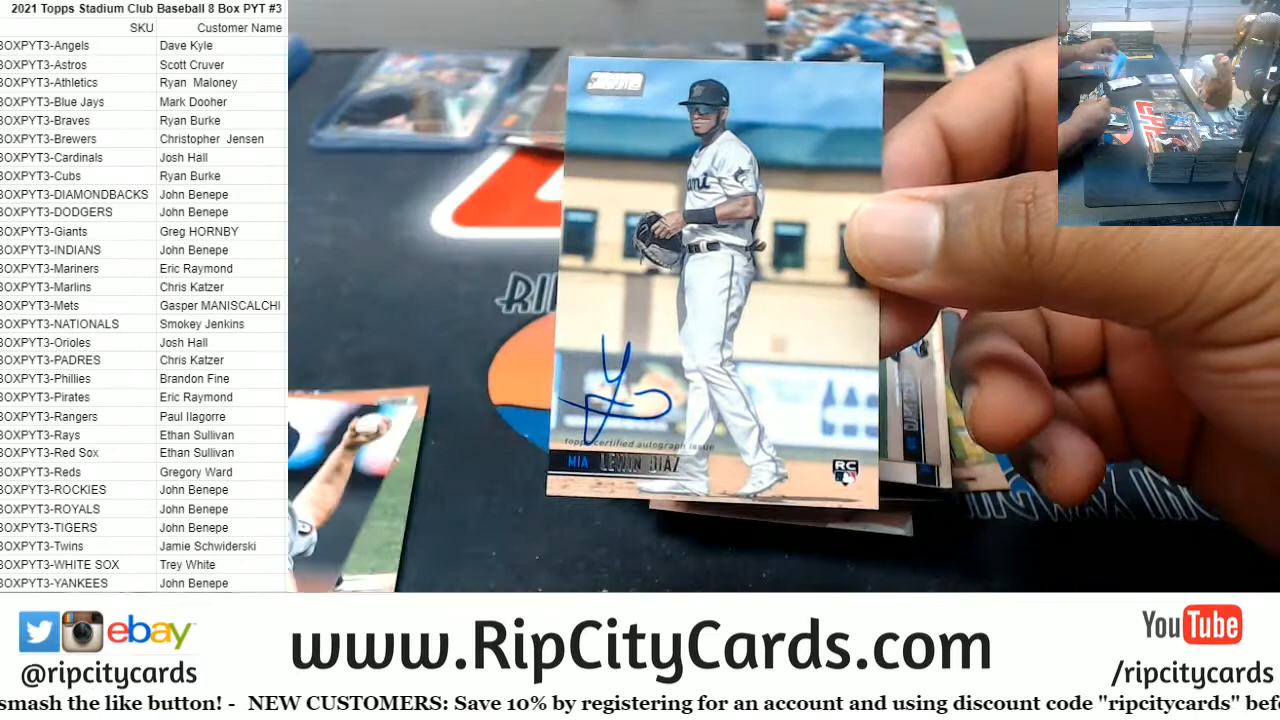 2021 Topps Stadium Club Baseball 8 Box PYT #3
SKU Customer Name
BOXPYT3-Angels Dave Kyle
BOXPYT3-Astros Scott Cruver
BOXPYT3-Athletics Ryan Maloney
BOXPYT3-Blue Jays Mark Dooher
BOXPYT3-Braves Ryan Burke
BOXPYT3-Brewers Christopher Jensen
BOXPYT3-Cardinals Josh Hall
BOXPYT3-Cubs Ryan Burke
BOXPYT3-DIAMONDBACKS John Benepe
BOXPYT3-DODGERS John Benepe
BOXPYT3-Giants Greg HORNBY
BOXPYT3-INDIANS John Benepe
BOXPYT3-Mariners Eric Raymond
BOXPYT3-Marlins Chris Katzer
BOXPYT3-Mets Gasper MANISCALCHI
BOXPYT3-NATIONALS Smokey Jenkins
BOXPYT3-Orioles Josh Hall
BOXPYT3-PADRES Chris Katzer
BOXPYT3-Phillies Brandon Fine
BOXPYT3-Pirates Eric Raymond
BOXPYT3-Rangers Paul Ilagorre
BOXPYT3-Rays Ethan Sullivan
BOXPYT3-Red Sox Ethan Sullivan
BOXPYT3-Reds Gregory Ward
BOXPYT3-ROCKIES John Benepe
BOXPYT3-ROYALS John Benepe
BOXPYT3-TIGERS John Benepe
BOXPYT3-Twins Jamie Schwiderski
BOXPYT3-WHITE SOX Trey White
BOXPYT3-YANKEES John Benepe
topps certified autograph issue
MIA LEWIN DIAZ
RC
RI
ebay
@ripcitycards
www.RipCityCards.com
YouTube
/ripcitycards
smash the like button! - NEW CUSTOMERS: Save 10% by registering for an account and using discount code "ripcitycards" bef